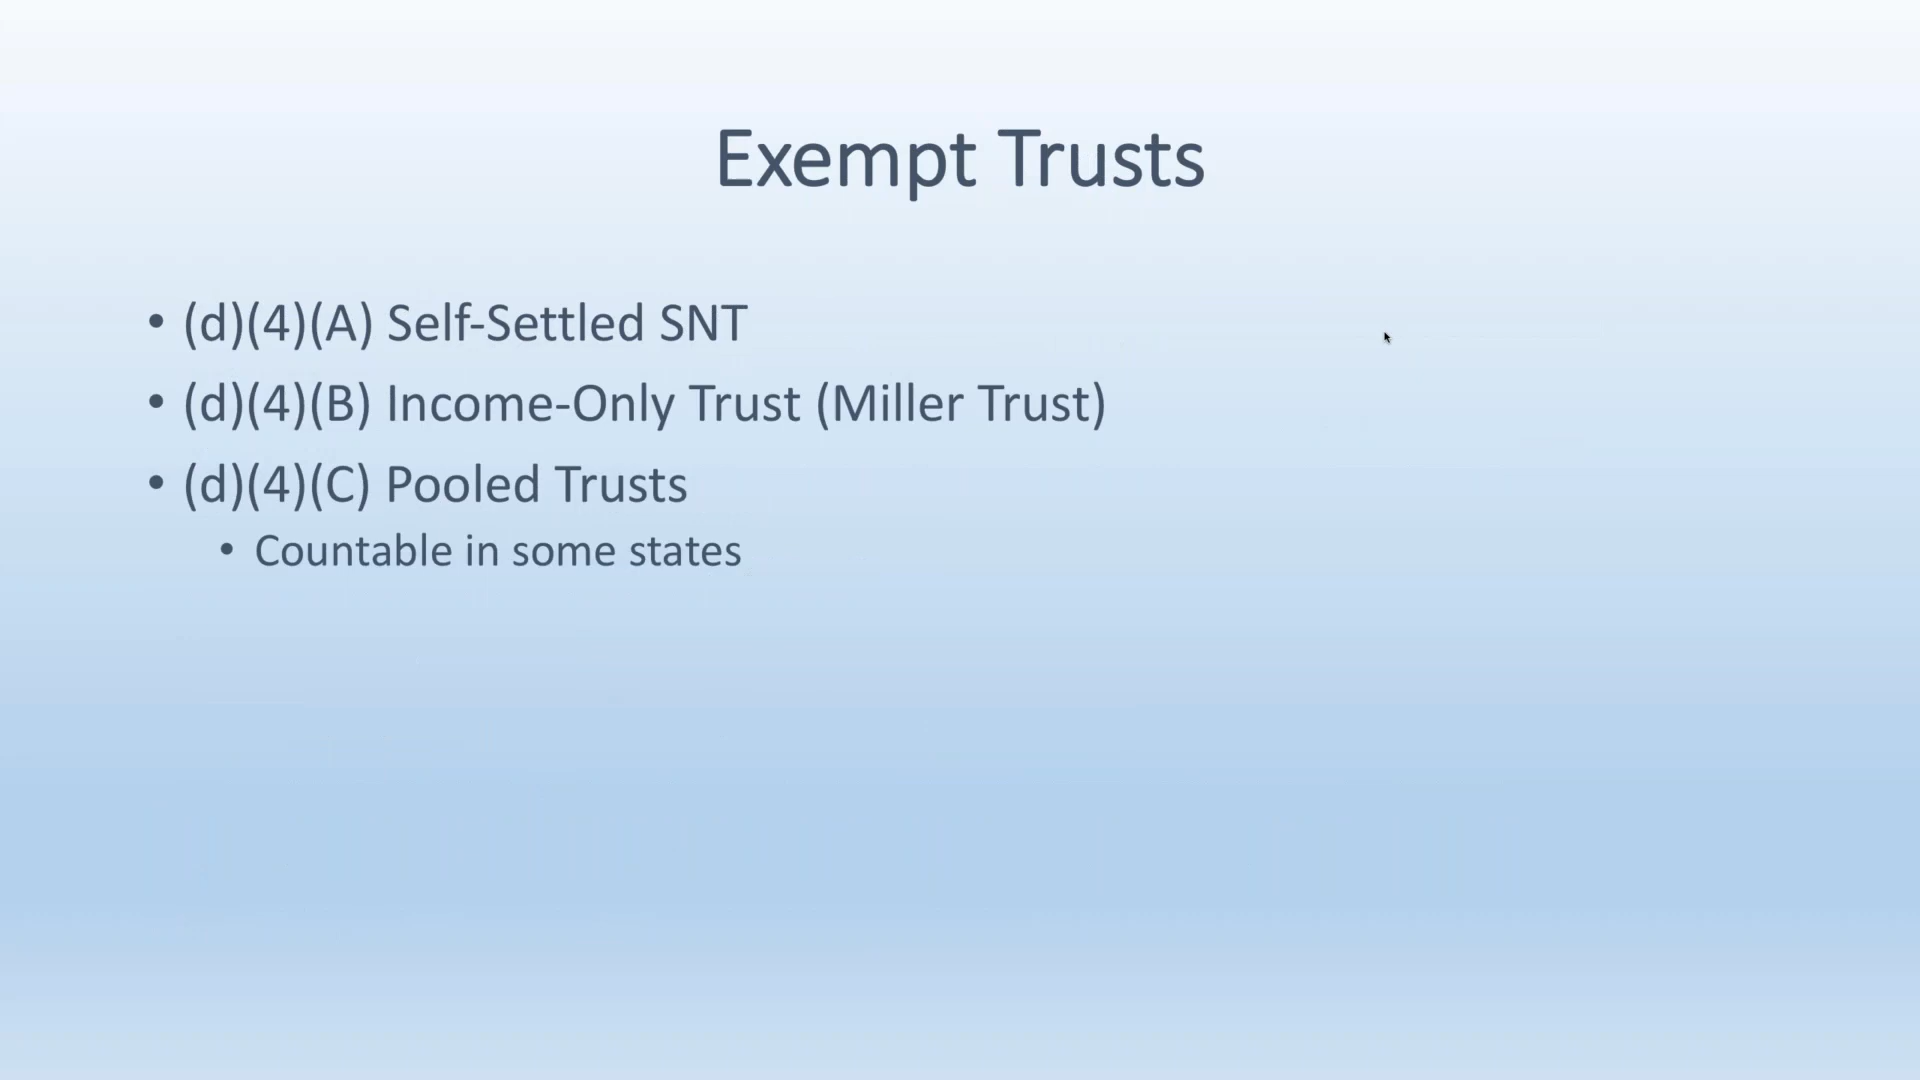 Exempt Trusts
• (d)(4)(A) Self-Settled SNT
• (d)(4)(B) Income-Only Trust (Miller Trust)
• (d)(4)(C) Pooled Trusts
• Countable in some states